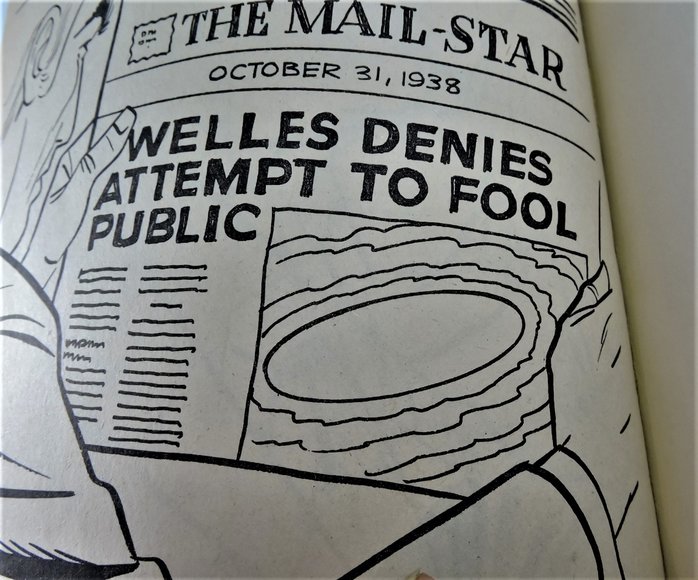 THE MAIL-STAR
OCTOBER 31, 1938
WELLES DENIES
ATTEMPT TO FOOL
PUBLIC